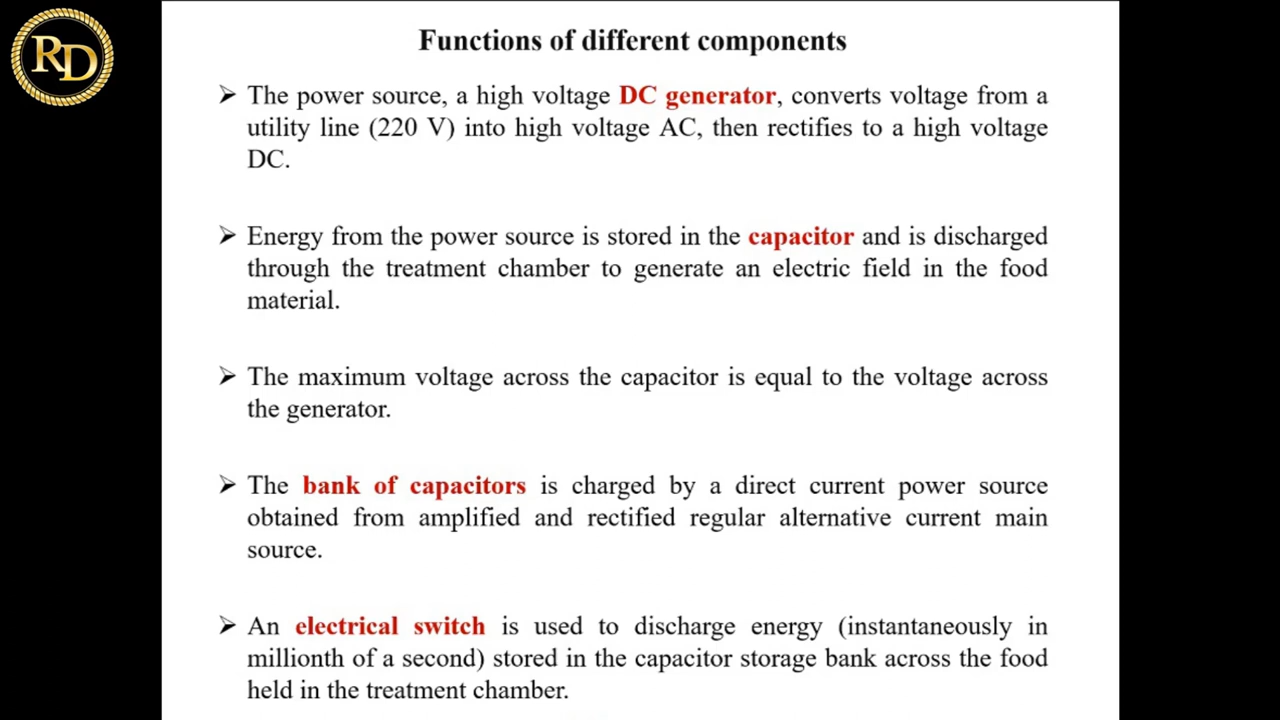 RD
Functions of different components
➢ The power source, a high voltage DC generator, converts voltage from a
utility line (220 V) into high voltage AC, then rectifies to a high voltage
DC.
➢ Energy from the power source is stored in the capacitor and is discharged
through the treatment chamber to generate an electric field in the food
material.
➢ The maximum voltage across the capacitor is equal to the voltage across
the generator.
➢ The bank of capacitors is charged by a direct current power source
obtained from amplified and rectified regular alternative current main
source.
➢ An electrical switch is used to discharge energy (instantaneously in
millionth of a second) stored in the capacitor storage bank across the food
held in the treatment chamber.